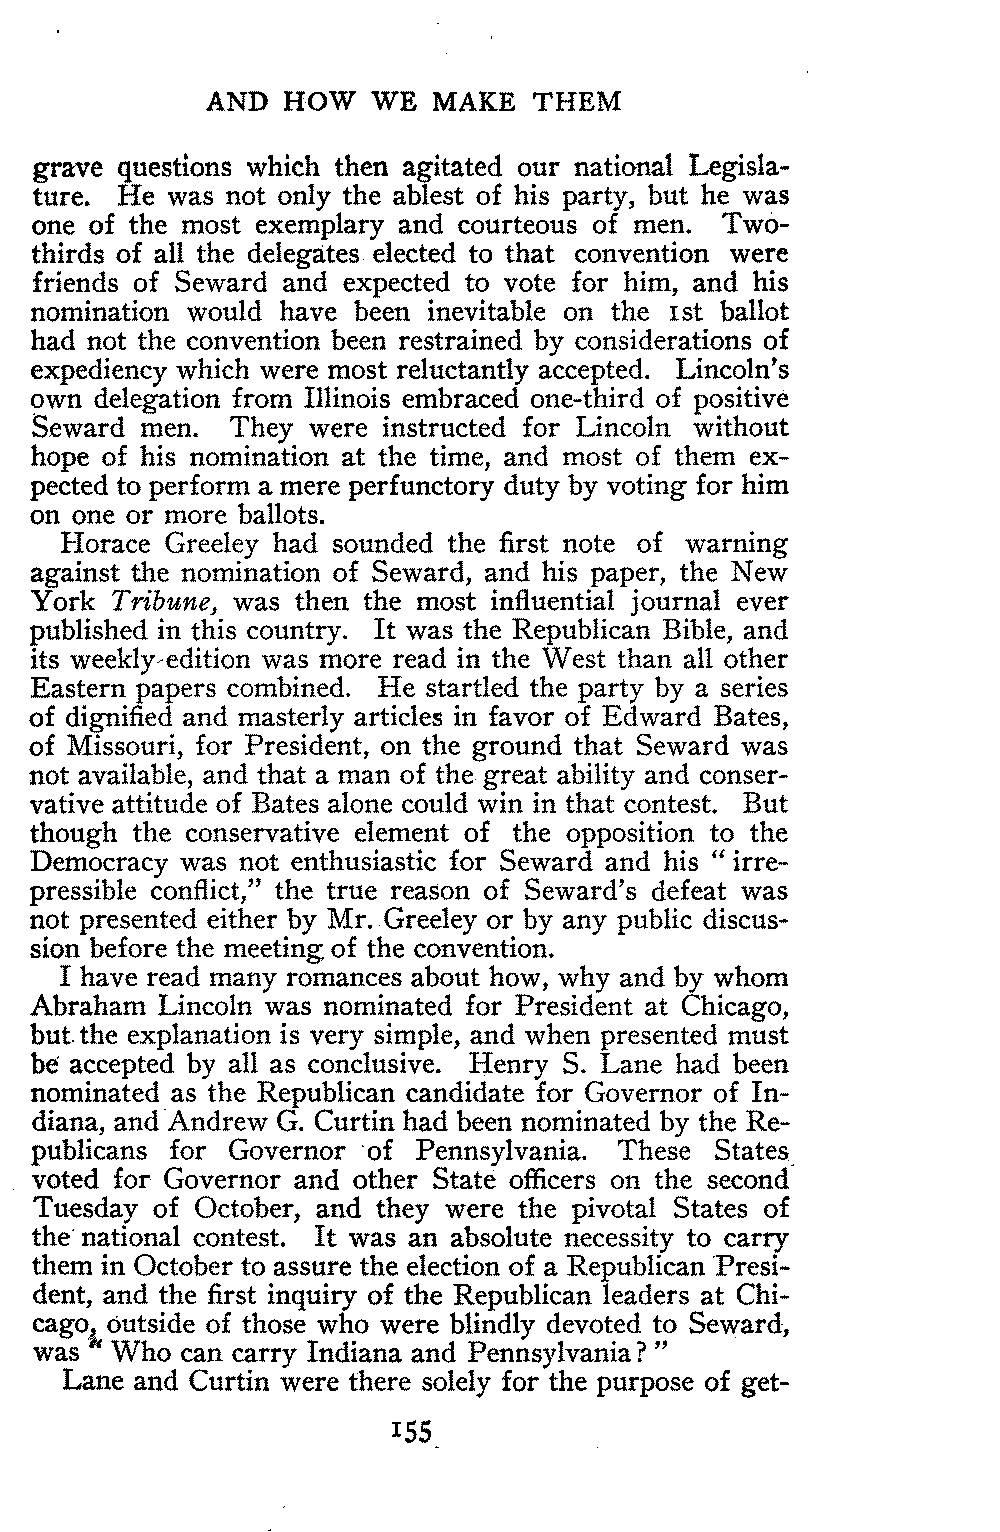 AND HOW WE MAKE THEM
grave questions which then agitated our national Legisla-
ture. He was not only the ablest of his party, but he was
one of the most exemplary and courteous of men. Two-
thirds of all the delegates elected to that convention were
friends of Seward and expected to vote for him, and his
nomination would have been inevitable on the 1st ballot
had not the convention been restrained by considerations of
expediency which were most reluctantly accepted. Lincoln's
own delegation from Illinois embraced one-third of positive
Seward men. They were instructed for Lincoln without
hope of his nomination at the time, and most of them ex-
pected to perform a mere perfunctory duty by voting for him
on one or more ballots.
Horace Greeley had sounded the first note of warning
against the nomination of Seward, and his paper, the New
York Tribune, was then the most influential journal ever
published in this country. It was the Republican Bible, and
its weekly edition was more read in the West than all other
Eastern papers combined. He startled the party by a series
of dignified and masterly articles in favor of Edward Bates,
of Missouri, for President, on the ground that Seward was
not available, and that a man of the great ability and conser-
vative attitude of Bates alone could win in that contest. But
though the conservative element of the opposition to the
Democracy was not enthusiastic for Seward and his " irre-
pressible conflict," the true reason of Seward's defeat was
not presented either by Mr. Greeley or by any public discus-
sion before the meeting of the convention.
I have read many romances about how, why and by whom
Abraham Lincoln was nominated for President at Chicago,
but the explanation is very simple, and when presented must
be accepted by all as conclusive. Henry S. Lane had been
nominated as the Republican candidate for Governor of In-
diana, and Andrew G. Curtin had been nominated by the Re-
publicans for Governor of Pennsylvania. These States
voted for Governor and other State officers on the second
Tuesday of October, and they were the pivotal States of
the national contest. It was an absolute necessity to carry
them in October to assure the election of a Republican Presi-
dent, and the first inquiry of the Republican leaders at Chi-
cago, outside of those who were blindly devoted to Seward,
was " Who can carry Indiana and Pennsylvania? "
Lane and Curtin were there solely for the purpose of get-
155